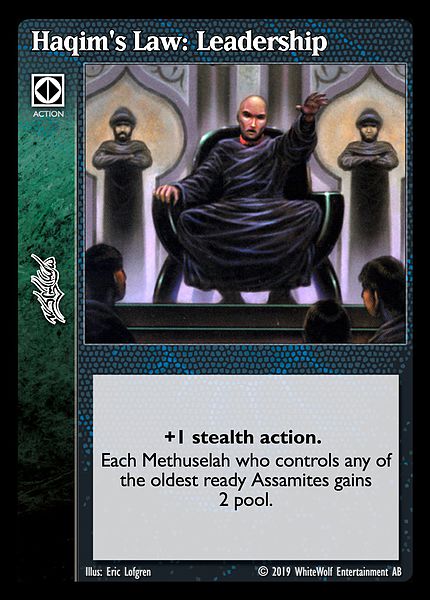 Haqim's Law: Leadership
ACTION
+1 stealth action.
Each Methuselah who controls any of
the oldest ready Assamites gains
2 pool.
Illus: Eric Lofgren
© 2019 WhiteWolf Entertainment AB